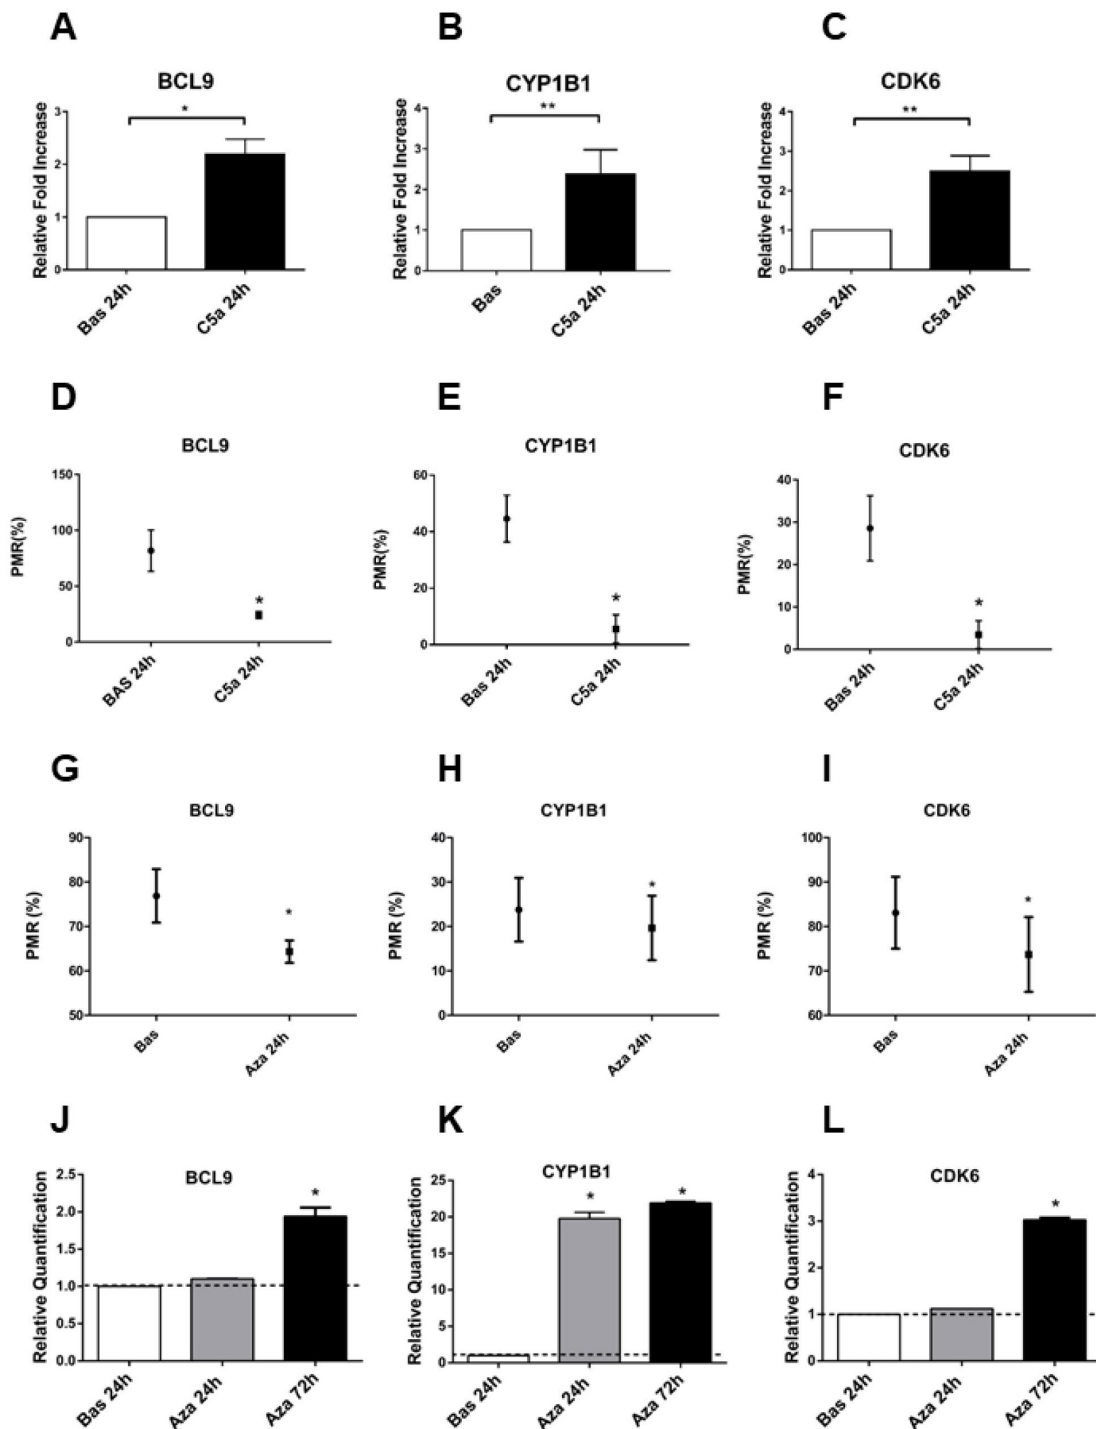 A
BCL9
*
Relative Fold Increase
3
2
1
0
Bas 24h
C5a 24h
B
CYP1B1
**
Relative Fold Increase
4
3
2
1
0
Bas
C5a 24h
C
CDK6
**
Relative Fold Increase
4
3
2
1
0
Bas 24h
C5a 24h
D
BCL9
PMR(%)
150
100
50
0
*
BAS 24h
C5a 24h
E
CYP1B1
PMR(%)
60
40
20
0
*
Bas 24h
C5a 24h
F
CDK6
PMR(%)
40
30
20
10
0
*
Bas 24h
C5a 24h
G
BCL9
PMR (%)
90
80
70
60
50
*
Bas
Aza 24h
H
CYP1B1
PMR (%)
40
30
20
10
0
*
Bas
Aza 24h
I
CDK6
PMR (%)
100
90
80
70
60
*
Bas
Aza 24h
J
BCL9
Relative Quantification
2.5
2.0
1.5
1.0
0.5
0.0
*
Bas 24h
Aza 24h
Aza 72h
K
CYP1B1
Relative Quantification
25
20
15
10
5
0
*
*
Bas 24h
Aza 24h
Aza 72h
L
CDK6
Relative Quantification
4
3
2
1
0
*
Bas 24h
Aza 24h
Aza 72h